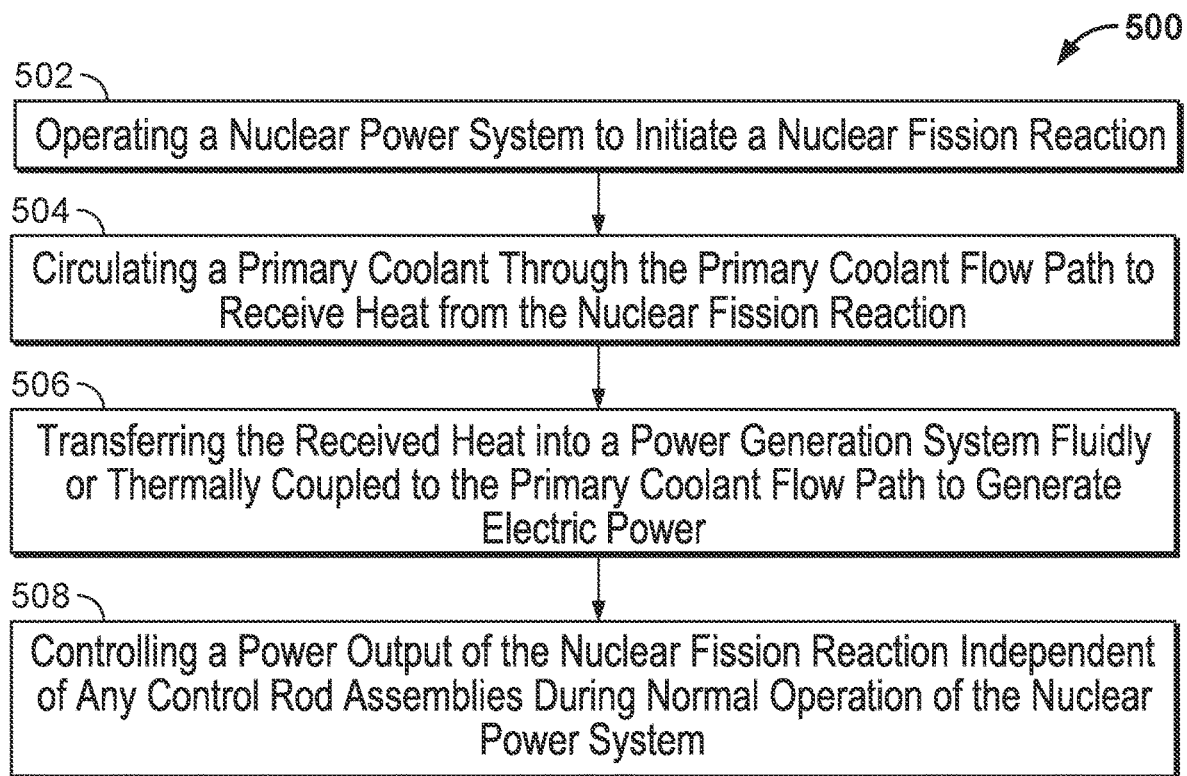 500
502
Operating a Nuclear Power System to Initiate a Nuclear Fission Reaction
504
Circulating a Primary Coolant Through the Primary Coolant Flow Path to
Receive Heat from the Nuclear Fission Reaction
506
Transferring the Received Heat into a Power Generation System Fluidly
or Thermally Coupled to the Primary Coolant Flow Path to Generate
Electric Power
508
Controlling a Power Output of the Nuclear Fission Reaction Independent
of Any Control Rod Assemblies During Normal Operation of the Nuclear
Power System